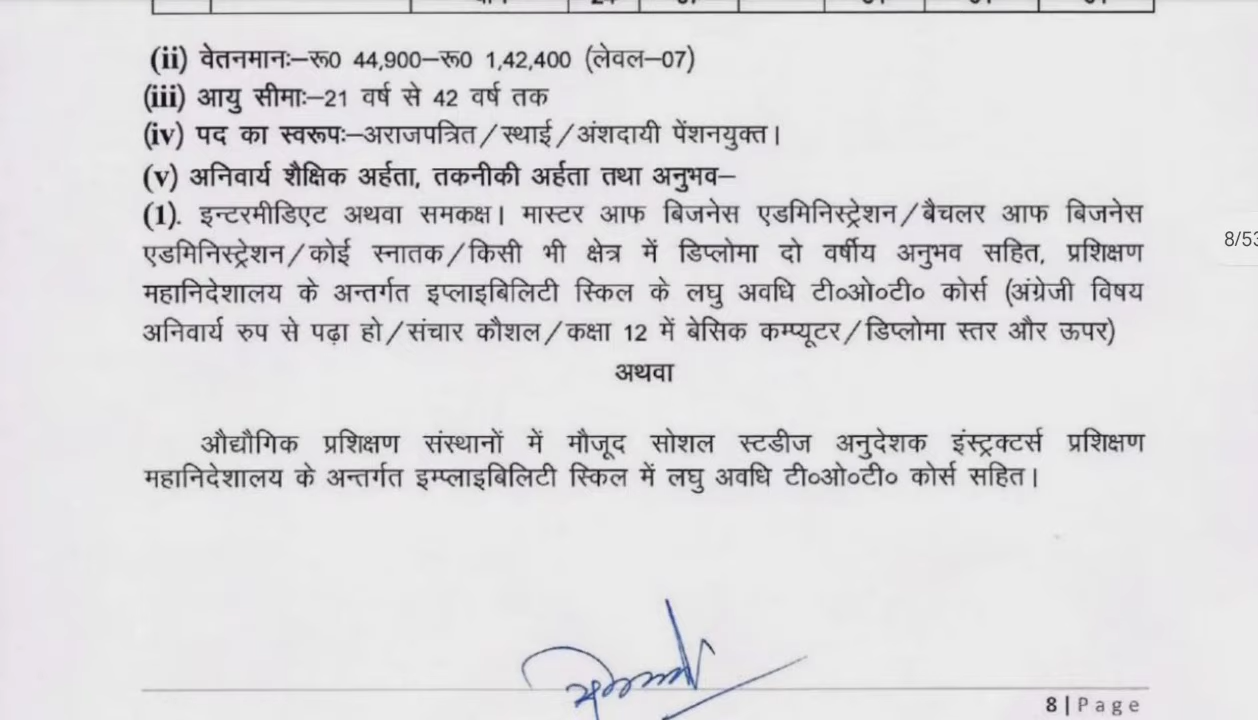 (ii) वेतनमानः–रू0 44,900–रू0 1,42,400 (लेवल–07)
(iii) आयु सीमाः–21 वर्ष से 42 वर्ष तक
(iv) पद का स्वरूपः–अराजपत्रित/स्थाई/अंशदायी पेंशनयुक्त।
(v) अनिवार्य शैक्षिक अर्हता, तकनीकी अर्हता तथा अनुभव–
(1). इन्टरमीडिएट अथवा समकक्ष। मास्टर आफ बिजनेस एडमिनिस्ट्रेशन/बैचलर आफ बिजनेस
एडमिनिस्ट्रेशन/कोई स्नातक/किसी भी क्षेत्र में डिप्लोमा दो वर्षीय अनुभव सहित, प्रशिक्षण
8/53
महानिदेशालय के अन्तर्गत इप्लाइबिलिटी स्किल के लघु अवधि टी०ओ०टी० कोर्स (अंग्रेजी विषय
अनिवार्य रुप से पढ़ा हो/संचार कौशल/कक्षा 12 में बेसिक कम्प्यूटर/डिप्लोमा स्तर और ऊपर)
अथवा
औद्यौगिक प्रशिक्षण संस्थानों में मौजूद सोशल स्टडीज अनुदेशक इंस्ट्रक्टर्स प्रशिक्षण
महानिदेशालय के अन्तर्गत इम्प्लाइबिलिटी स्किल में लघु अवधि टी०ओ०टी० कोर्स सहित।
8 | Page